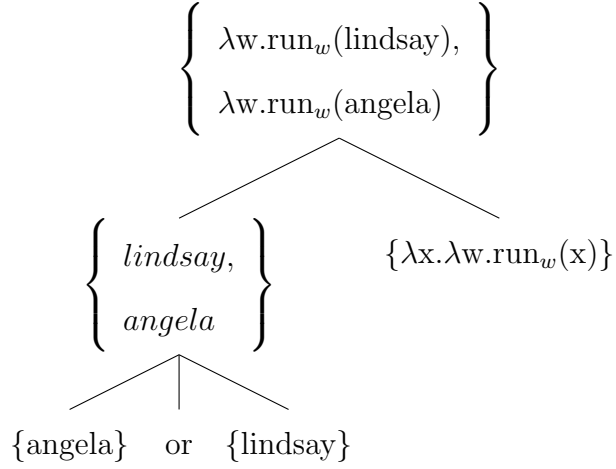 { λw.run_w(lindsay),
λw.run_w(angela) }
{ lindsay,
angela }
{λx.λw.run_w(x)}
{angela} or {lindsay}